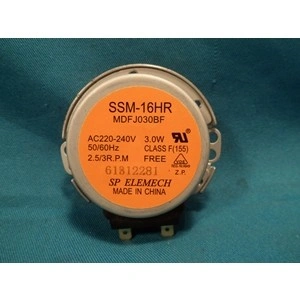 SSM-16HR
MDFJ030BF
AC220-240V 3.0W
50/60Hz CLASS F(155)
2.5/3R.P.M FREE Z.P.
61812281
SP ELEMECH
MADE IN CHINA